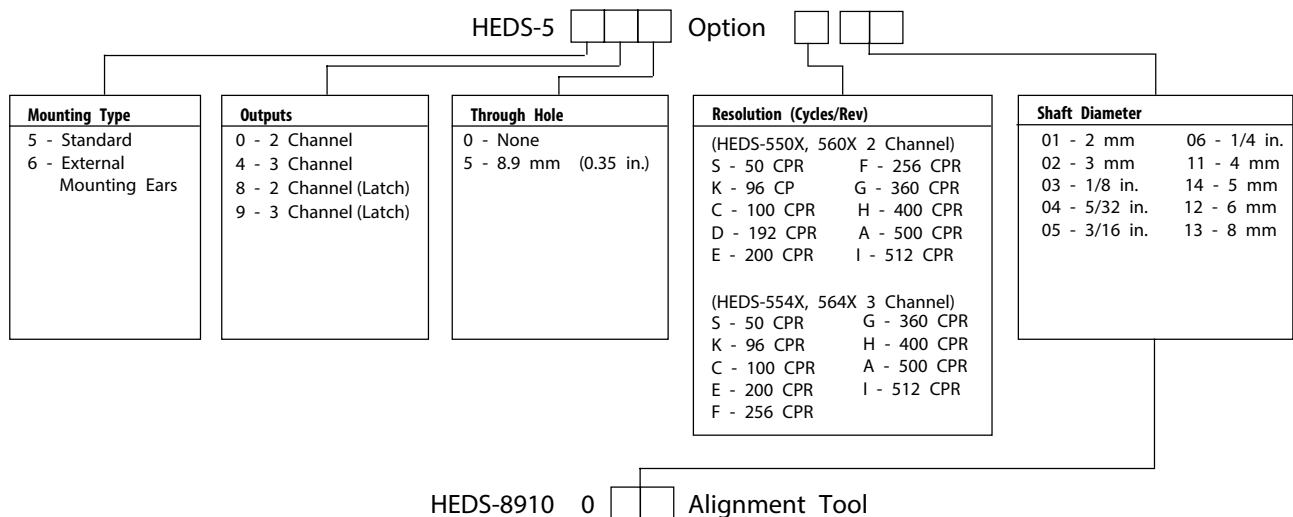 HEDS-5 Option
Mounting Type
5 - Standard
6 - External
Mounting Ears
Outputs
0 - 2 Channel
4 - 3 Channel
8 - 2 Channel (Latch)
9 - 3 Channel (Latch)
Through Hole
0 - None
5 - 8.9 mm (0.35 in.)
Resolution (Cycles/Rev)
(HEDS-550X, 560X 2 Channel)
S - 50 CPR F - 256 CPR
K - 96 CP G - 360 CPR
C - 100 CPR H - 400 CPR
D - 192 CPR A - 500 CPR
E - 200 CPR I - 512 CPR
(HEDS-554X, 564X 3 Channel)
S - 50 CPR G - 360 CPR
K - 96 CPR H - 400 CPR
C - 100 CPR A - 500 CPR
E - 200 CPR I - 512 CPR
F - 256 CPR
Shaft Diameter
01 - 2 mm 06 - 1/4 in.
02 - 3 mm 11 - 4 mm
03 - 1/8 in. 14 - 5 mm
04 - 5/32 in. 12 - 6 mm
05 - 3/16 in. 13 - 8 mm
HEDS-8910 0 Alignment Tool